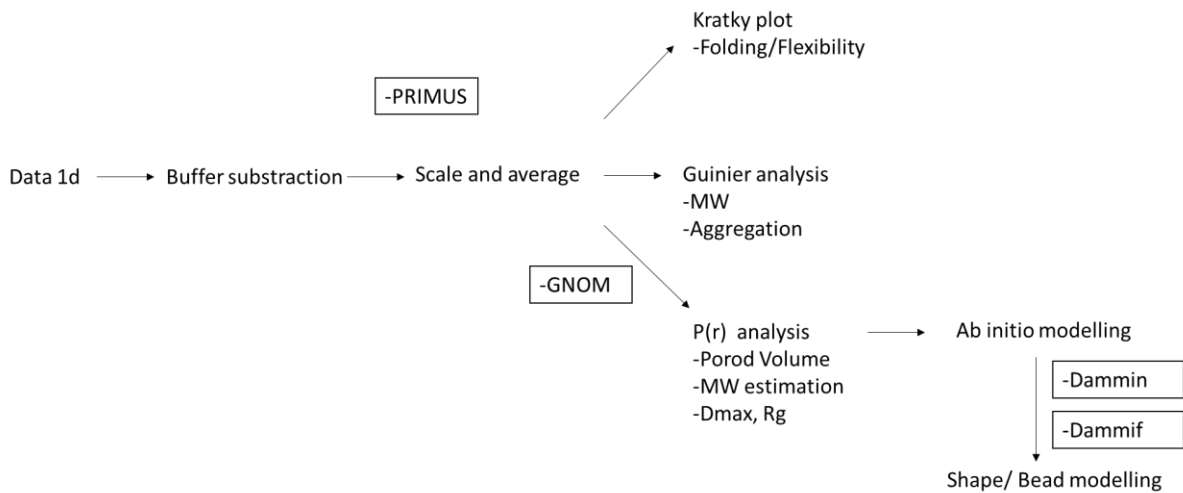 Kratky plot
-Folding/Flexibility
-PRIMUS
Data 1d
Buffer substraction
Scale and average
Guinier analysis
-MW
-Aggregation
-GNOM
P(r) analysis
-Porod Volume
-MW estimation
-Dmax, Rg
Ab initio modelling
-Dammin
-Dammif
Shape/ Bead modelling